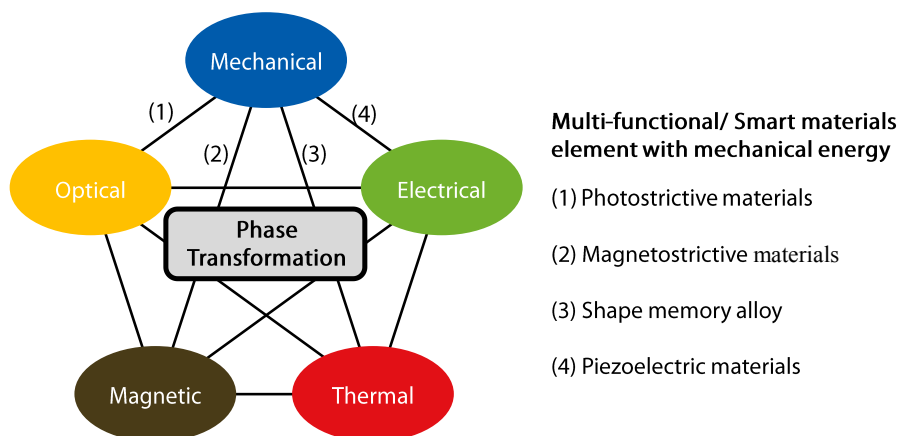 Mechanical
(1)
(4)
(2)
(3)
Optical
Electrical
Phase
Transformation
Magnetic
Thermal
Multi-functional/ Smart materials
element with mechanical energy
(1) Photostrictive materials
(2) Magnetostrictive materials
(3) Shape memory alloy
(4) Piezoelectric materials